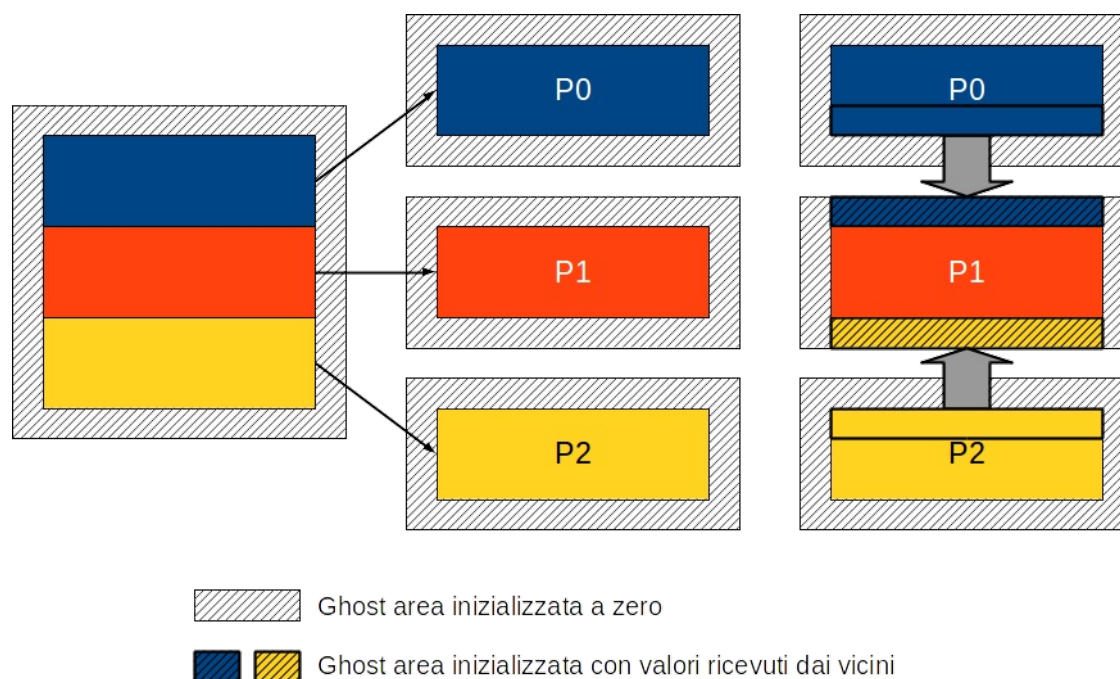 P0
P0
P1
P1
P2
P2
Ghost area inizializzata a zero
Ghost area inizializzata con valori ricevuti dai vicini